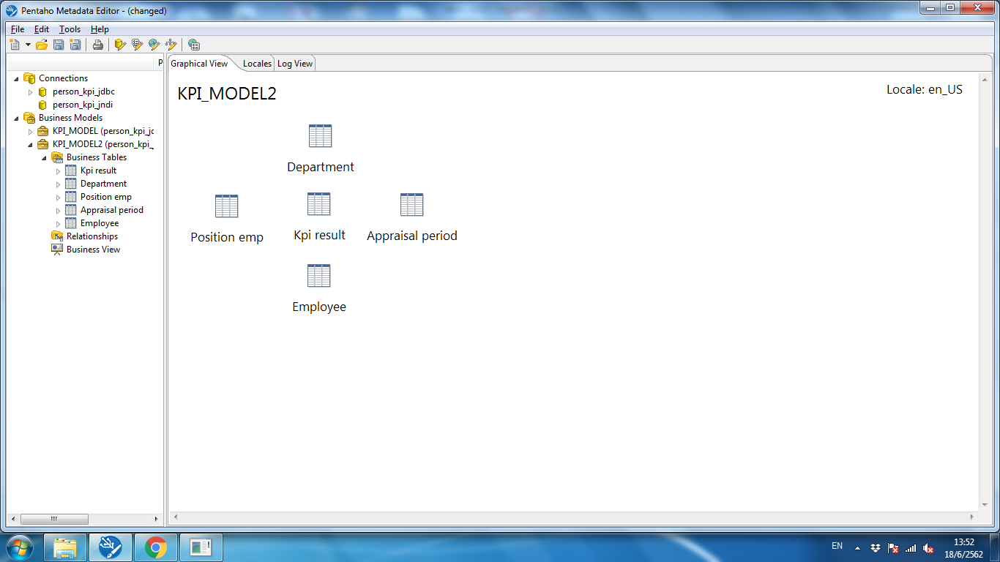 Pentaho Metadata Editor - (changed)
File Edit Tools Help
P
Graphical View Locales Log View
Connections
person_kpi_jdbc
person_kpi_jndi
Business Models
KPI_MODEL (person_kpi_jc
KPI_MODEL2 (person_kpi_
Business Tables
Kpi result
Department
Position emp
Appraisal period
Employee
Relationships
Business View
KPI_MODEL2
Locale: en_US
Department
Position emp
Kpi result
Appraisal period
Employee
EN
13:52
18/6/2562